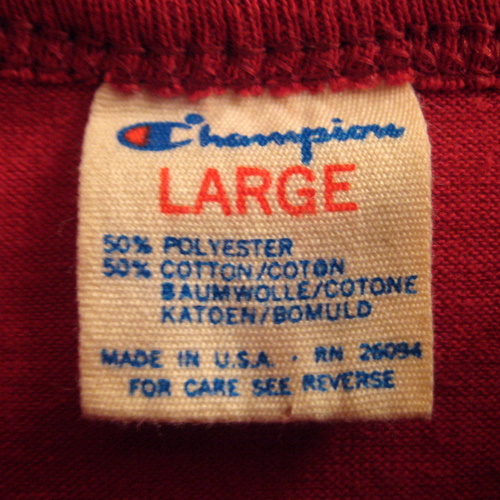 Champion
LARGE
50% POLYESTER
50% COTTON/COTON
BAUMWOLLE/COTONE
KATOEN/BOMULD
MADE IN U.S.A. · RN 26094
FOR CARE SEE REVERSE